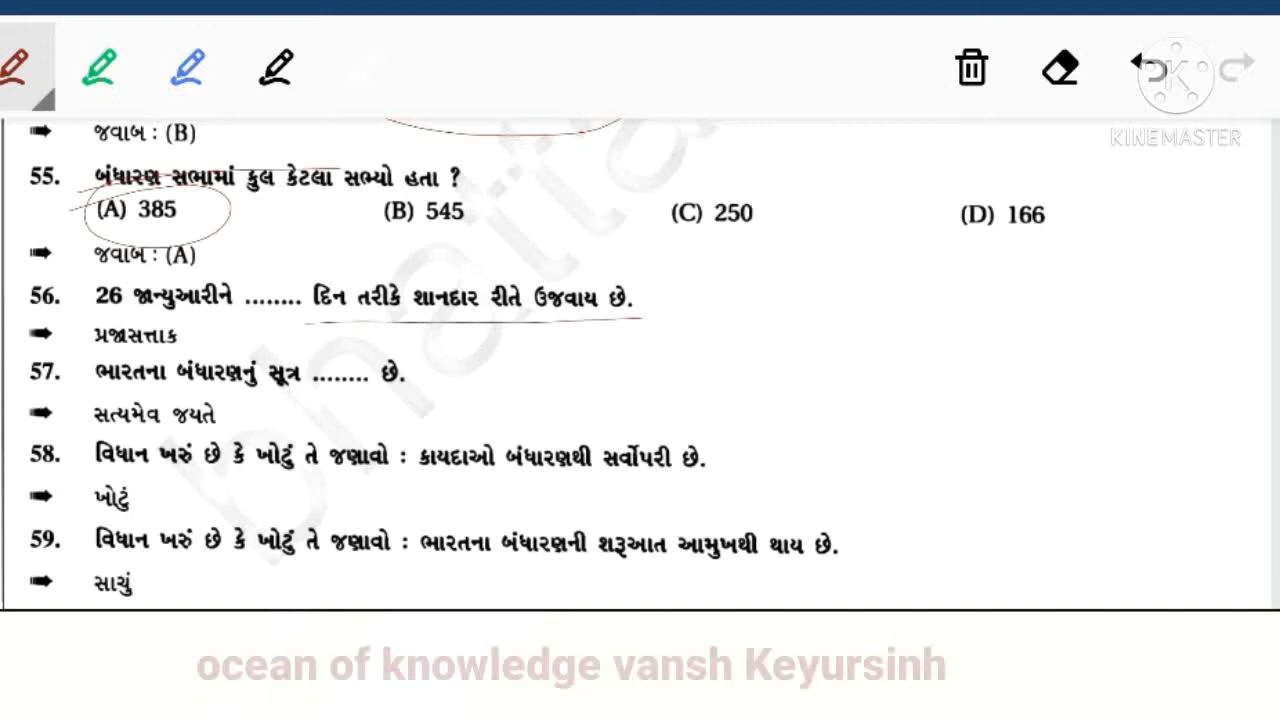 KINEMASTER
➠ જવાબ : (B)
55. બંધારણ સભામાં કુલ કેટલા સભ્યો હતા ?
(A) 385 (B) 545 (C) 250 (D) 166
➠ જવાબ : (A)
56. 26 જાન્યુઆરીને ........ દિન તરીકે શાનદાર રીતે ઉજવાય છે.
➠ પ્રજાસત્તાક
57. ભારતના બંધારણનું સૂત્ર ........ છે.
➠ સત્યમેવ જયતે
58. વિધાન ખરું છે કે ખોટું તે જણાવો : કાયદાઓ બંધારણથી સર્વોપરી છે.
➠ ખોટું
59. વિધાન ખરું છે કે ખોટું તે જણાવો : ભારતના બંધારણની શરૂઆત આમુખથી થાય છે.
➠ સાચું
ocean of knowledge vansh Keyursinh